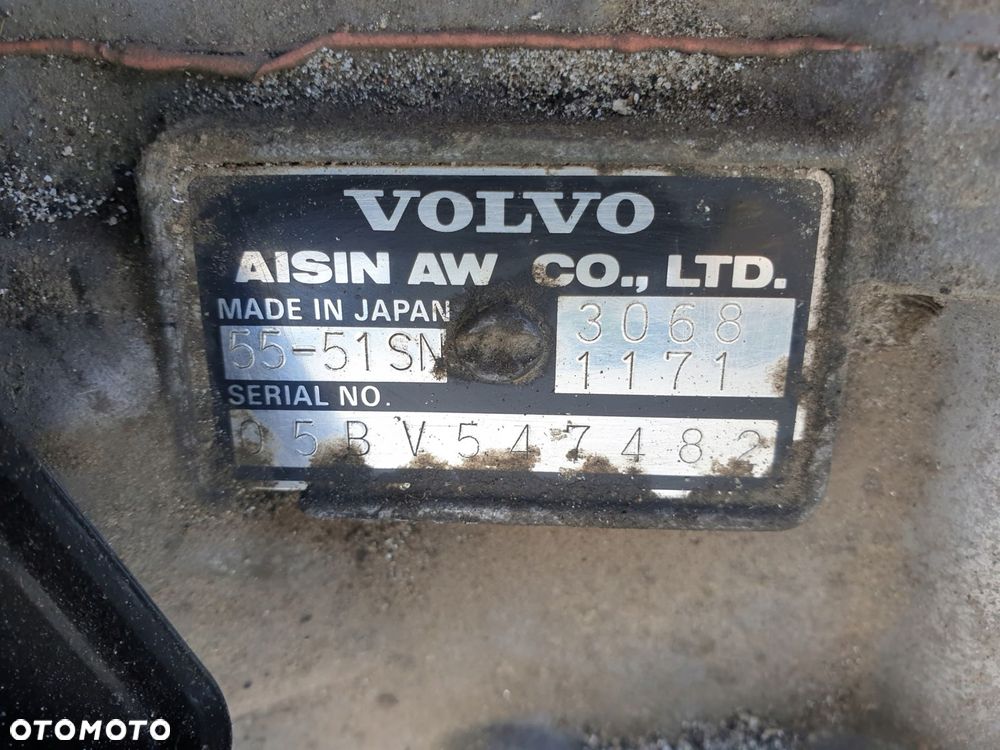 VOLVO
AISIN AW CO., LTD.
MADE IN JAPAN
3068
55-51SN
1171
SERIAL NO.
05BV547482
OTOMOTO